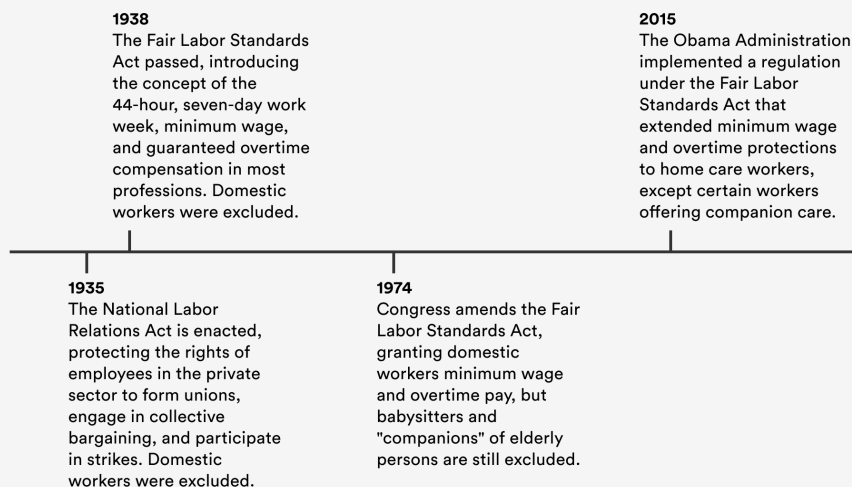 1938
The Fair Labor Standards
Act passed, introducing
the concept of the
44-hour, seven-day work
week, minimum wage,
and guaranteed overtime
compensation in most
professions. Domestic
workers were excluded.
2015
The Obama Administration
implemented a regulation
under the Fair Labor
Standards Act that
extended minimum wage
and overtime protections
to home care workers,
except certain workers
offering companion care.
1935
The National Labor
Relations Act is enacted,
protecting the rights of
employees in the private
sector to form unions,
engage in collective
bargaining, and participate
in strikes. Domestic
workers were excluded.
1974
Congress amends the Fair
Labor Standards Act,
granting domestic
workers minimum wage
and overtime pay, but
babysitters and
"companions" of elderly
persons are still excluded.